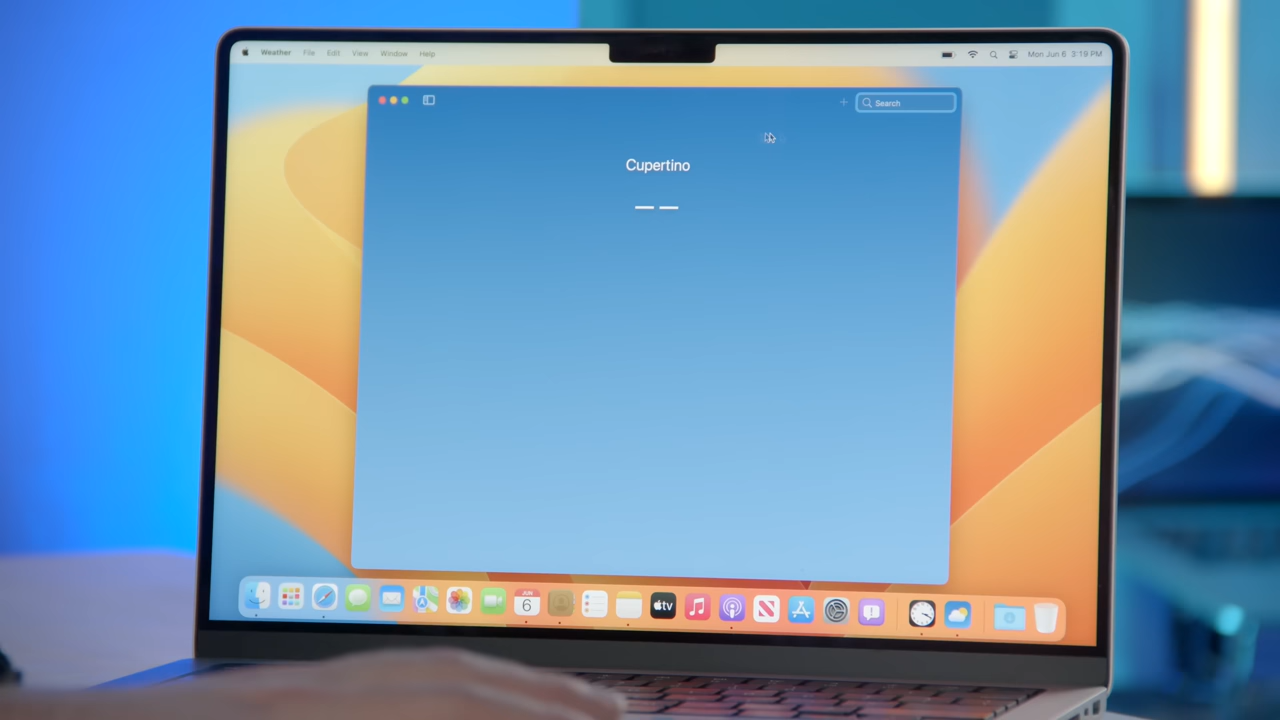 Weather File Edit View Window Help
Mon Jun 6 3:19 PM
Search
Cupertino
JUN
6
tv